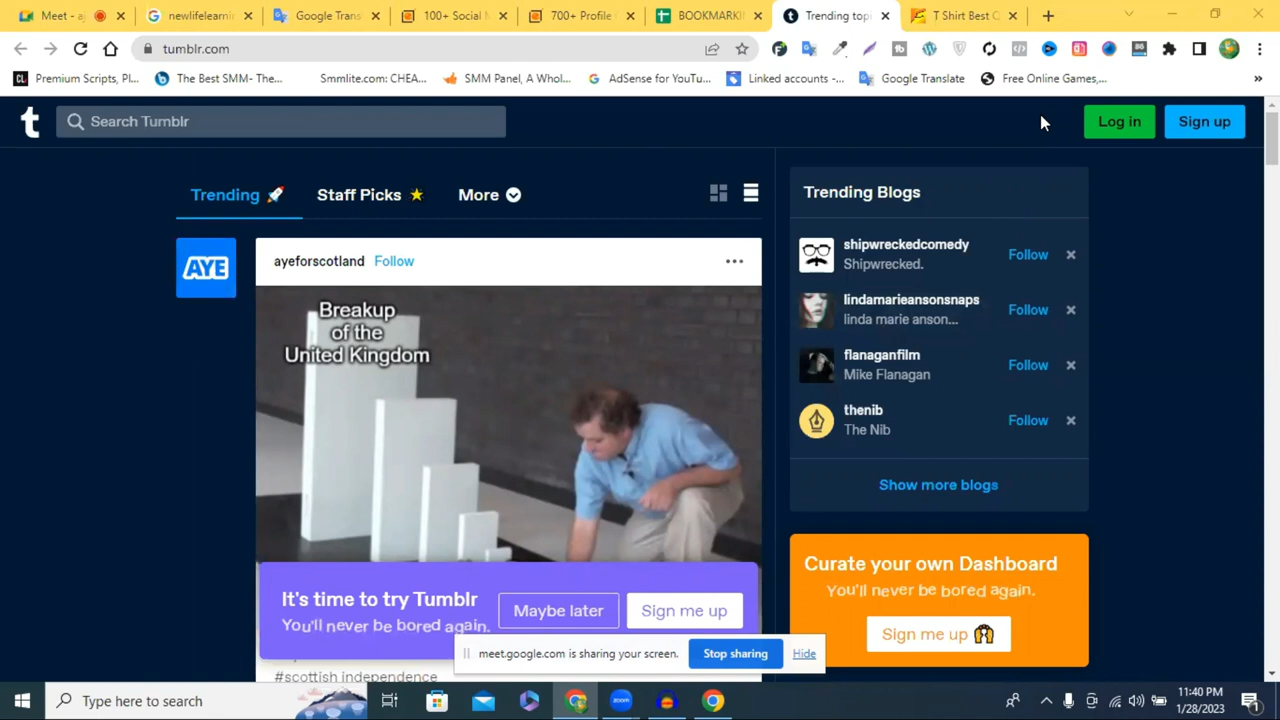 Meet - a
newlifelearni
Google Trans
100+ Social M
700+ Profile
BOOKMARKI
Trending top
T Shirt Best Q
tumblr.com
Premium Scripts, Pl...
The Best SMM- The...
Smmlite.com: CHEA...
SMM Panel, A Whol...
AdSense for YouTu...
Linked accounts -...
Google Translate
Free Online Games,...
»
t
Search Tumblr
Log in
Sign up
Trending 🚀
Staff Picks ⭐
More
Trending Blogs
shipwreckedcomedy
Shipwrecked.
Follow
lindamarieansonsnaps
linda marie anson...
Follow
flanaganfilm
Mike Flanagan
Follow
thenib
The Nib
Follow
Show more blogs
AYE
ayeforscotland Follow
Breakup
of the
United Kingdom
It's time to try Tumblr
You'll never be bored again.
Maybe later
Sign me up
Curate your own Dashboard
You'll never be bored again.
Sign me up 🙌
meet.google.com is sharing your screen.
Stop sharing
Hide
#scottish independence
Type here to search
zoom
11:40 PM
1/28/2023
1